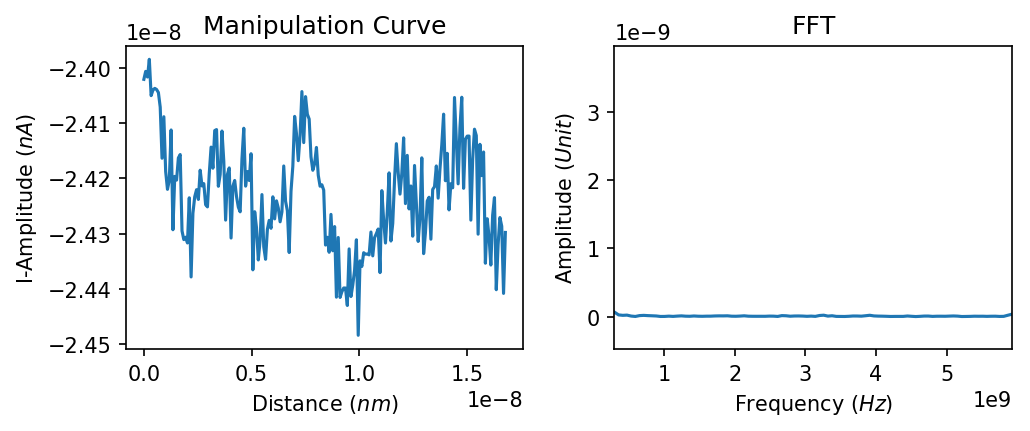 Manipulation Curve
1e−8
I-Amplitude (nA)
−2.40
−2.41
−2.42
−2.43
−2.44
−2.45
0.0 0.5 1.0 1.5
1e−8
Distance (nm)
FFT
1e−9
Amplitude (Unit)
3
2
1
0
1 2 3 4 5
1e9
Frequency (Hz)